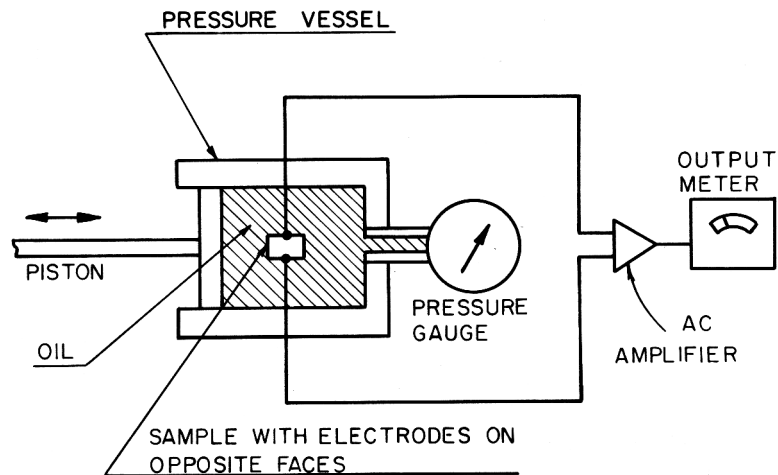 PRESSURE VESSEL
OUTPUT
METER
PISTON
PRESSURE
GAUGE
OIL
AC
AMPLIFIER
SAMPLE WITH ELECTRODES ON
OPPOSITE FACES